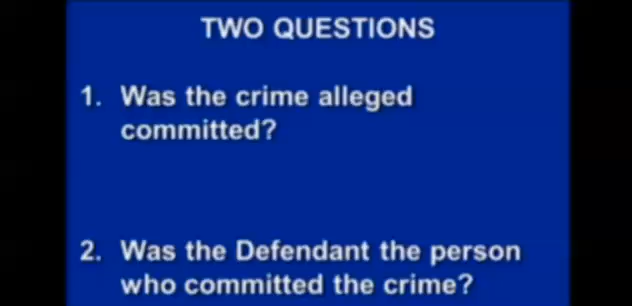 TWO QUESTIONS
1. Was the crime alleged
committed?
2. Was the Defendant the person
who committed the crime?